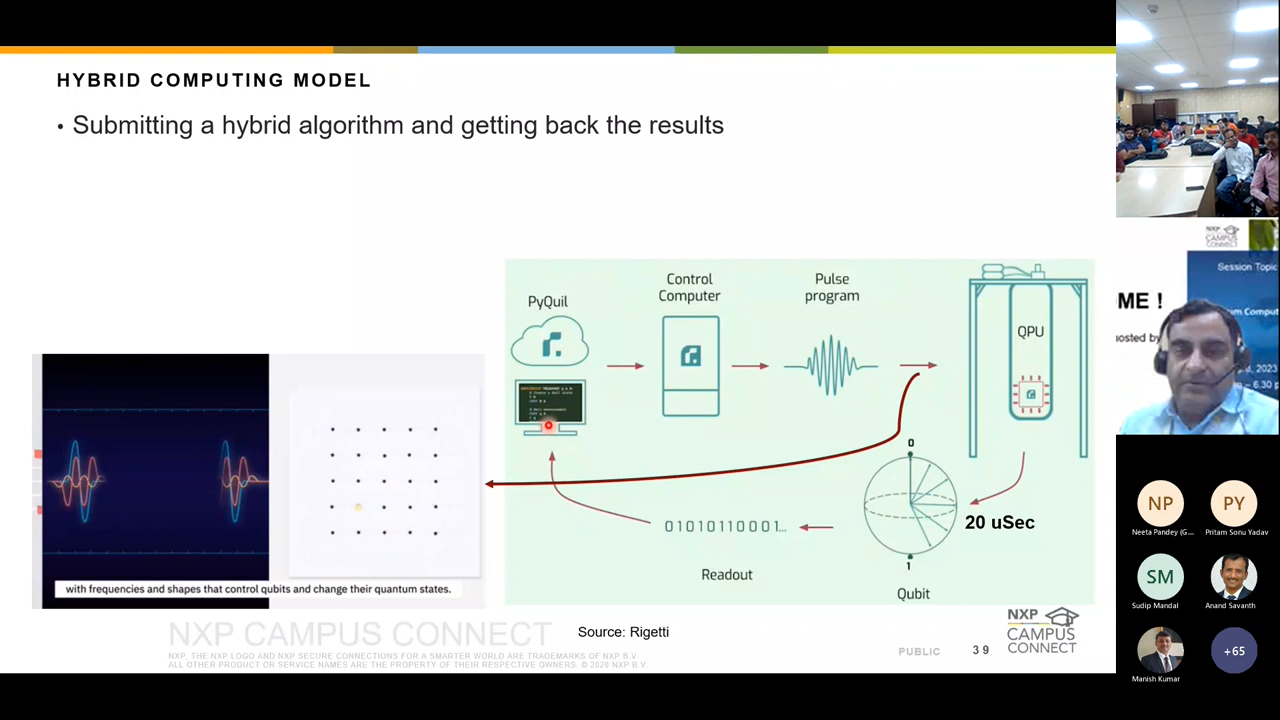 HYBRID COMPUTING MODEL
• Submitting a hybrid algorithm and getting back the results
PyQuil
Control
Computer
Pulse
program
QPU
0
1
20 uSec
Qubit
01010110001...
Readout
with frequencies and shapes that control qubits and change their quantum states.
Source: Rigetti
NXP CAMPUS CONNECT
NXP, THE NXP LOGO AND NXP SECURE CONNECTIONS FOR A SMARTER WORLD ARE TRADEMARKS OF NXP B.V.
ALL OTHER PRODUCT OR SERVICE NAMES ARE THE PROPERTY OF THEIR RESPECTIVE OWNERS. © 2020 NXP B.V.
PUBLIC
39
NXP
CAMPUS
CONNECT
NXP
CAMPUS
CONNECT
Session Topic
ME !
m Comput
hosted by
d, 2023
– 6.30 p
NP
Neeta Pandey (G...
PY
Pritam Sonu Yadav
SM
Sudip Mandal
Anand Savanth
Manish Kumar
+65